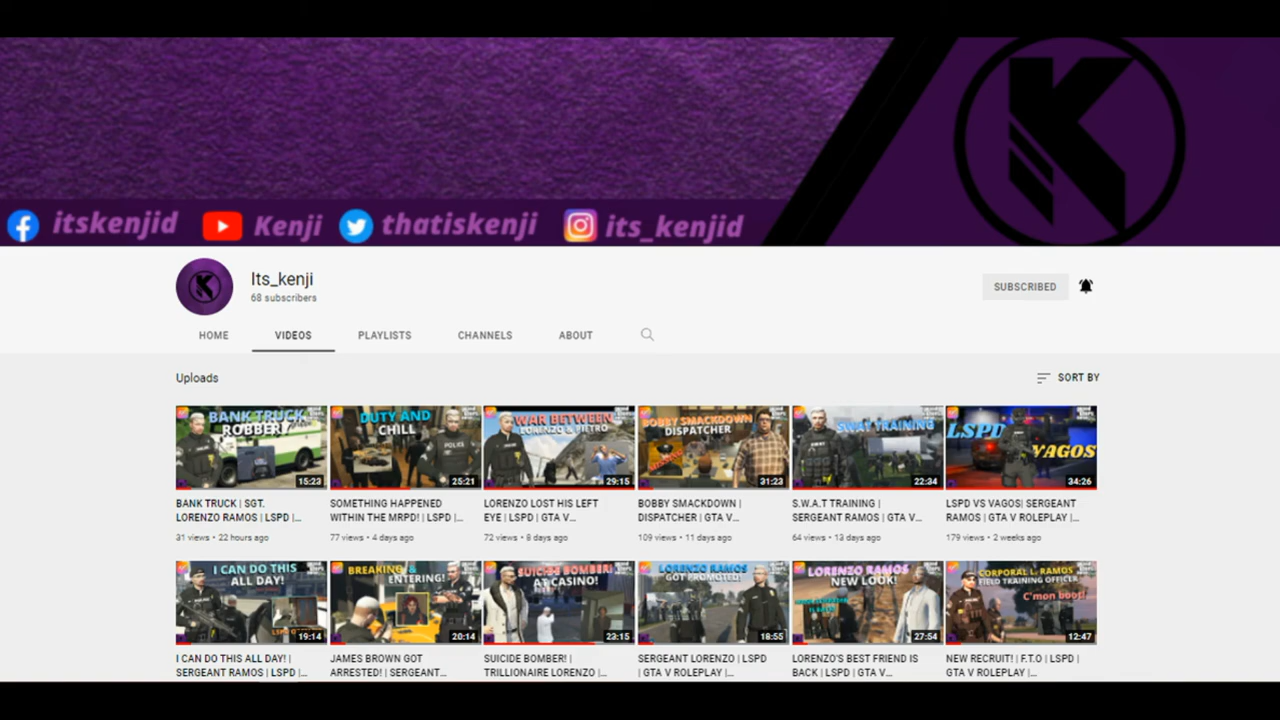 itskenjid Kenji thatiskenji its_kenjid
Its_kenji
68 subscribers
SUBSCRIBED
HOME VIDEOS PLAYLISTS CHANNELS ABOUT
Uploads
SORT BY
BANK TRUCK
ROBBERY
15:23
DUTY AND
CHILL
POLICE
25:21
WAR BETWEEN
LORENZO & PIETRO
29:15
BOBBY SMACKDOWN
DISPATCHER
31:23
SWAT TRAINING
22:34
LSPD
VAGOS
34:26
BANK TRUCK | SGT.
LORENZO RAMOS | LSPD |...
31 views • 22 hours ago
SOMETHING HAPPENED
WITHIN THE MRPD! | LSPD |...
77 views • 4 days ago
LORENZO LOST HIS LEFT
EYE | LSPD | GTA V...
72 views • 8 days ago
BOBBY SMACKDOWN |
DISPATCHER | GTA V...
109 views • 11 days ago
S.W.A.T TRAINING |
SERGEANT RAMOS | GTA V...
64 views • 13 days ago
LSPD VS VAGOS| SERGEANT
RAMOS | GTA V ROLEPLAY |...
179 views • 2 weeks ago
I CAN DO THIS
ALL DAY!
19:14
BREAKING &
ENTERING!
20:14
SUICIDE BOMBER!
AT CASINO!
23:15
LORENZO RAMOS
GOT PROMOTED!
18:55
LORENZO RAMOS
NEW LOOK!
27:54
CORPORAL L. RAMOS
FIELD TRAINING OFFICER
C'mon boot!
12:47
I CAN DO THIS ALL DAY! |
SERGEANT RAMOS | LSPD |...
JAMES BROWN GOT
ARRESTED! | SERGEANT...
SUICIDE BOMBER! |
TRILLIONAIRE LORENZO |...
SERGEANT LORENZO | LSPD
| GTA V ROLEPLAY |...
LORENZO'S BEST FRIEND IS
BACK | LSPD | GTA V...
NEW RECRUIT! | F.T.O | LSPD |
GTA V ROLEPLAY |...